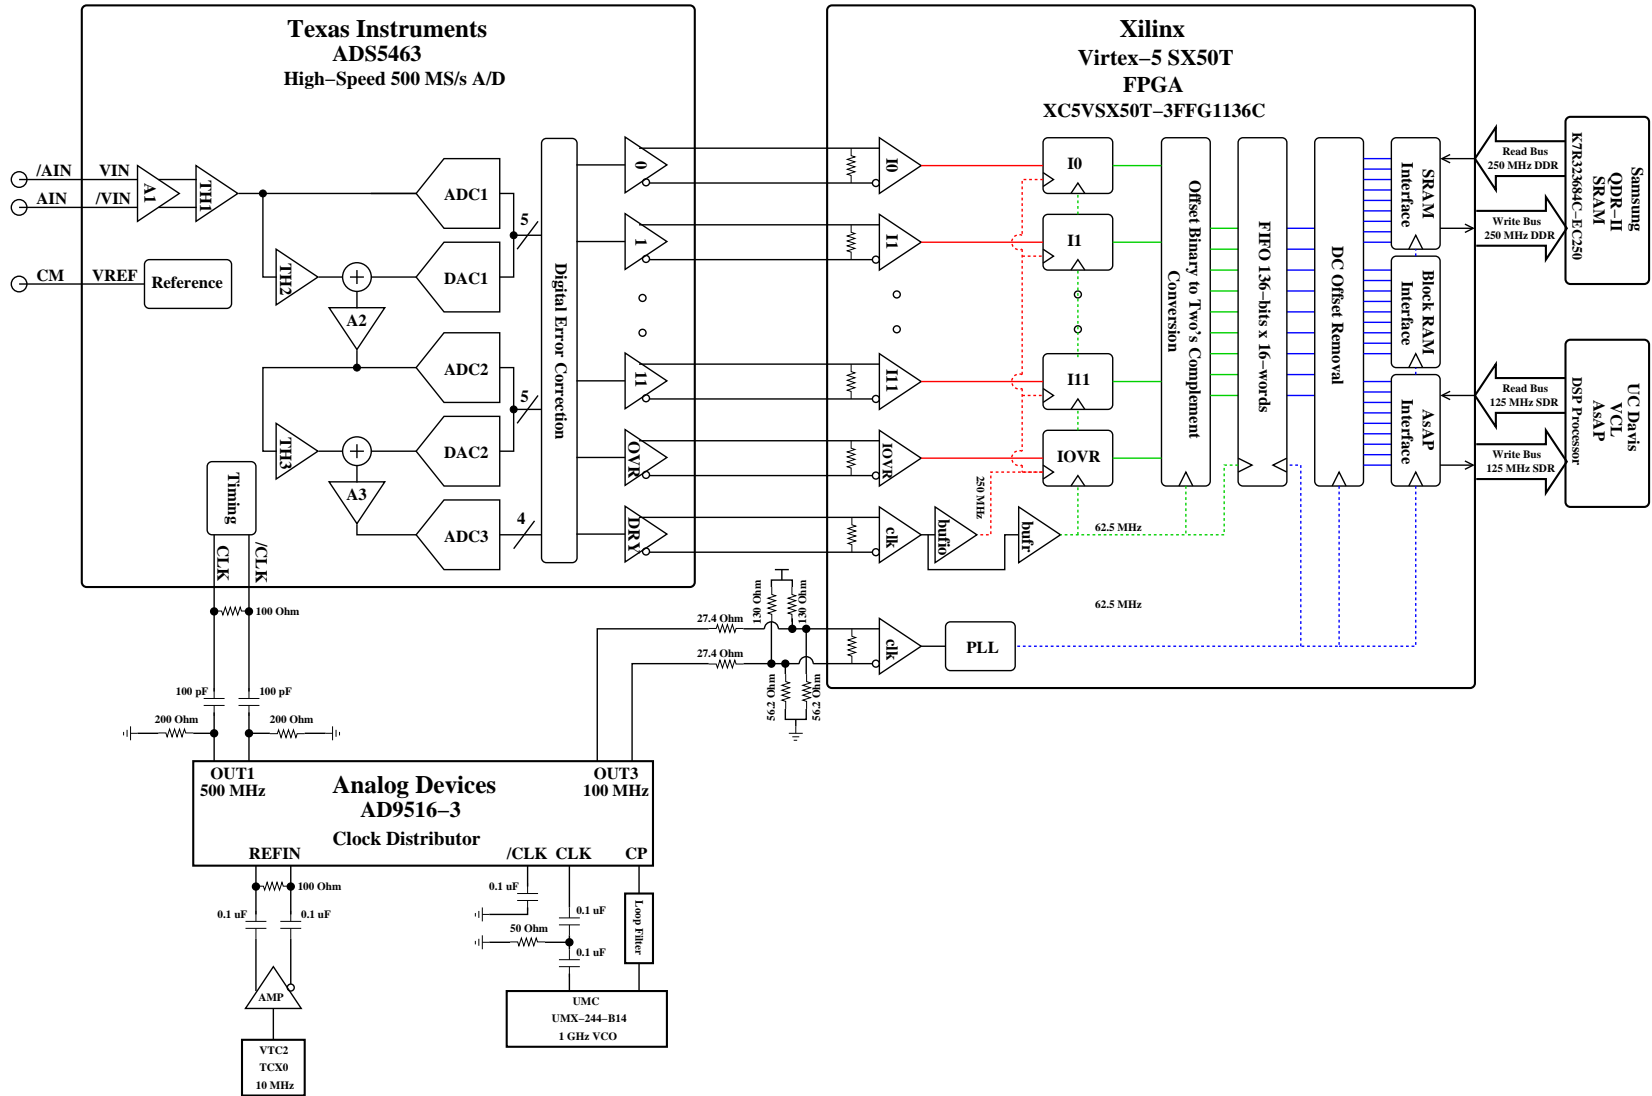 Texas Instruments
ADS5463
High-Speed 500 MS/s A/D
/AIN
VIN
AIN
/VIN
A1
TH1
CM
VREF
Reference
TH2
A2
TH3
A3
ADC1
DAC1
ADC2
DAC2
ADC3
5
5
4
Digital Error Correction
0
1
11
OVR
DRY
Timing
CLK
/CLK
Xilinx
Virtex-5 SX50T
FPGA
XC5VSX50T-3FFG1136C
I0
I1
I11
IOVR
clk
clk
bufio
bufr
250 MHz
62.5 MHz
62.5 MHz
PLL
I0
I1
I11
IOVR
Offset Binary to Two's Complement
Conversion
FIFO 136-bits x 16-words
DC Offset Removal
SRAM
Interface
Block RAM
Interface
AsAP
Interface
Read Bus
250 MHz DDR
Write Bus
250 MHz DDR
Samsung
QDR-II
SRAM
K7R323684C-EC250
Read Bus
125 MHz SDR
Write Bus
125 MHz SDR
UC Davis
VCL
AsAP
DSP Processor
100 Ohm
100 pF
100 pF
200 Ohm
200 Ohm
27.4 Ohm
27.4 Ohm
130 Ohm
130 Ohm
56.2 Ohm
56.2 Ohm
OUT1
500 MHz
OUT3
100 MHz
Analog Devices
AD9516-3
Clock Distributor
REFIN
/CLK
CLK
CP
100 Ohm
0.1 uF
0.1 uF
AMP
VTC2
TCX0
10 MHz
0.1 uF
0.1 uF
50 Ohm
0.1 uF
Loop Filter
UMC
UMX-244-B14
1 GHz VCO